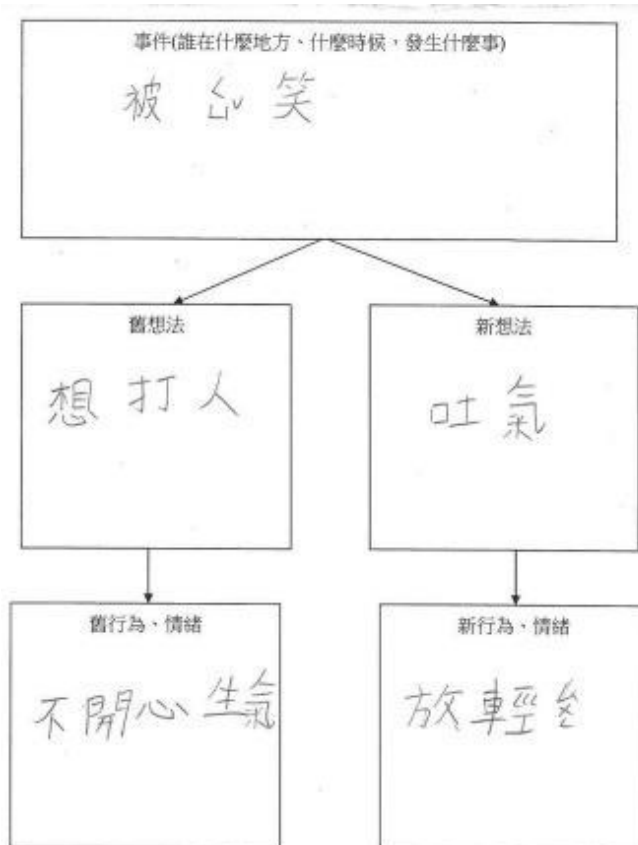 事件(誰在什麼地方、什麼時候，發生什麼事)
被ㄠˊ笑
舊想法
新想法
想打人
吐氣
舊行為、情緒
新行為、情緒
不開心生氣
放輕